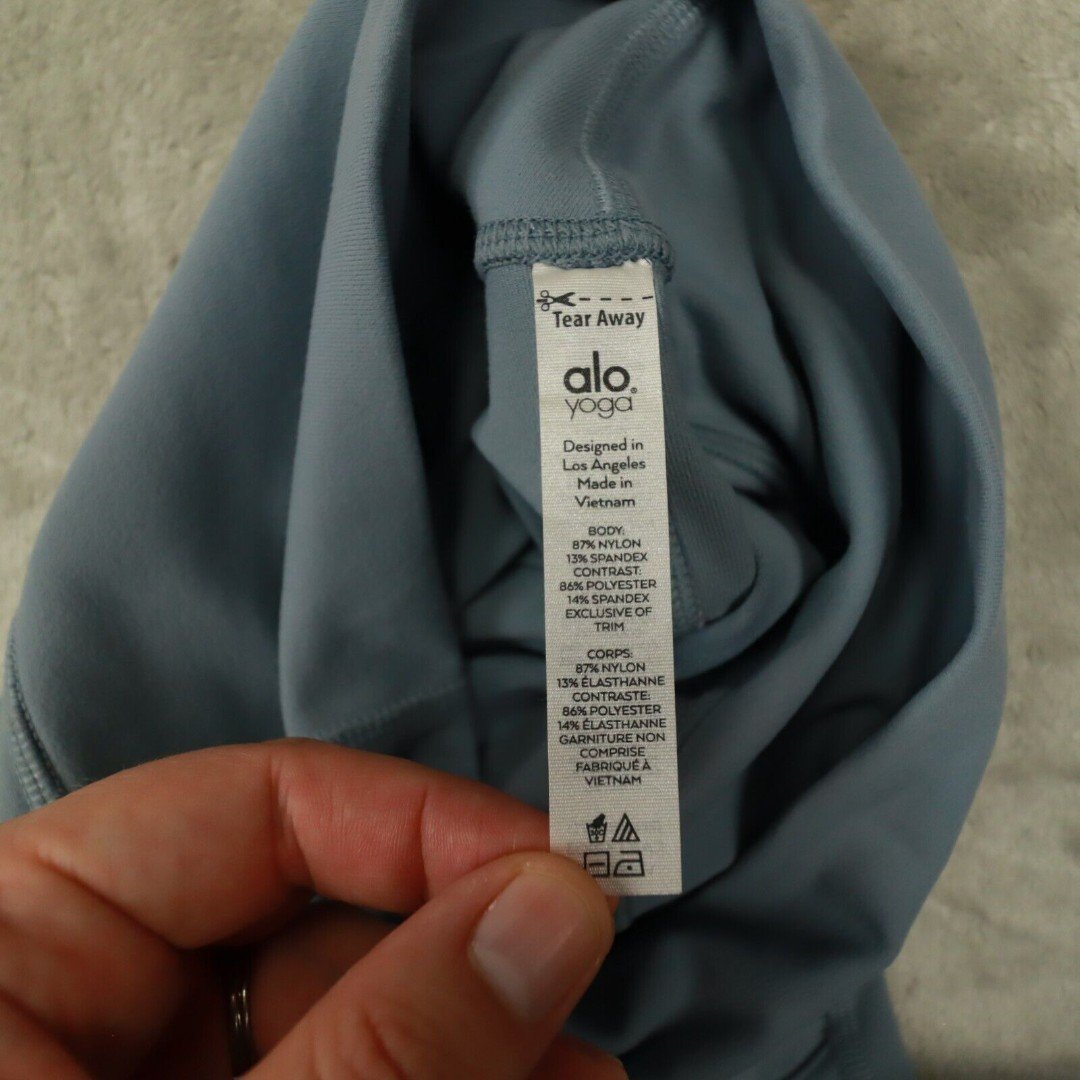 Tear Away
alo®
yoga
Designed in
Los Angeles
Made in
Vietnam
BODY:
87% NYLON
13% SPANDEX
CONTRAST:
86% POLYESTER
14% SPANDEX
EXCLUSIVE OF
TRIM
CORPS:
87% NYLON
13% ÉLASTHANNE
CONTRASTE:
86% POLYESTER
14% ÉLASTHANNE
GARNITURE NON
COMPRISE
FABRIQUÉ À
VIETNAM